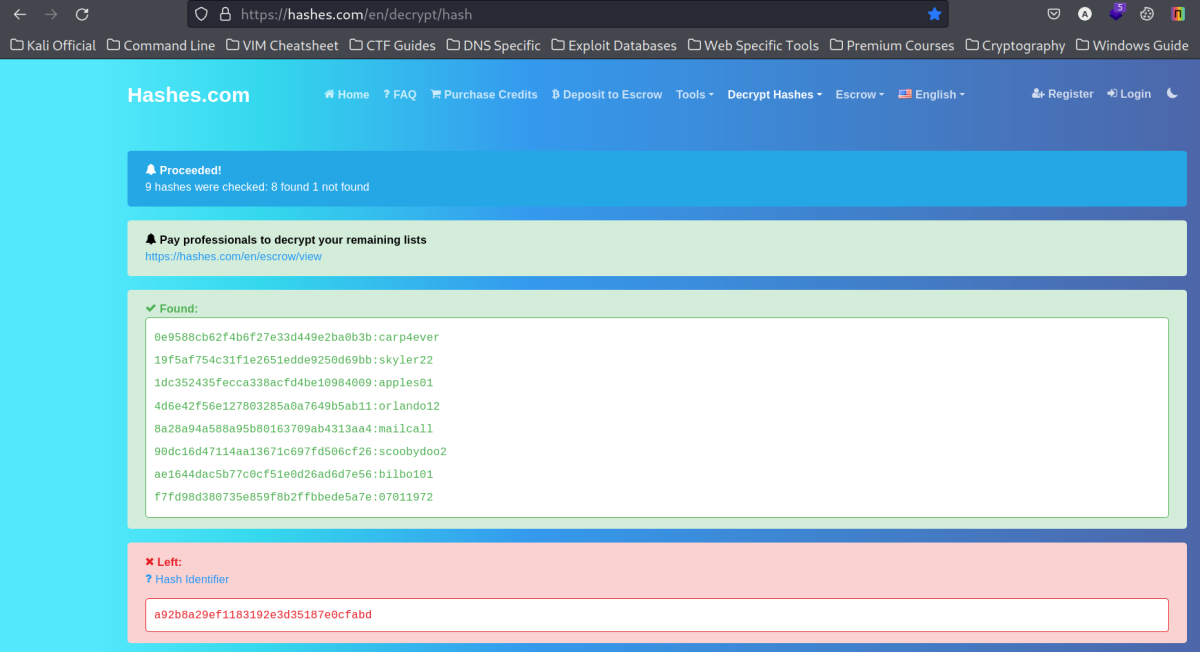 https://hashes.com/en/decrypt/hash
5
Kali Official Command Line VIM Cheatsheet CTF Guides DNS Specific Exploit Databases Web Specific Tools Premium Courses Cryptography Windows Guide
Hashes.com Home ? FAQ Purchase Credits Deposit to Escrow Tools Decrypt Hashes Escrow English Register Login
Proceeded!
9 hashes were checked: 8 found 1 not found
Pay professionals to decrypt your remaining lists
https://hashes.com/en/escrow/view
Found:
0e9588cb62f4b6f27e33d449e2ba0b3b:carp4ever
19f5af754c31f1e2651edde9250d69bb:skyler22
1dc352435fecca338acfd4be10984009:apples01
4d6e42f56e127803285a0a7649b5ab11:orlando12
8a28a94a588a95b80163709ab4313aa4:mailcall
90dc16d47114aa13671c697fd506cf26:scoobydoo2
ae1644dac5b77c0cf51e0d26ad6d7e56:bilbo101
f7fd98d380735e859f8b2ffbbede5a7e:07011972
Left:
? Hash Identifier
a92b8a29ef1183192e3d35187e0cfabd